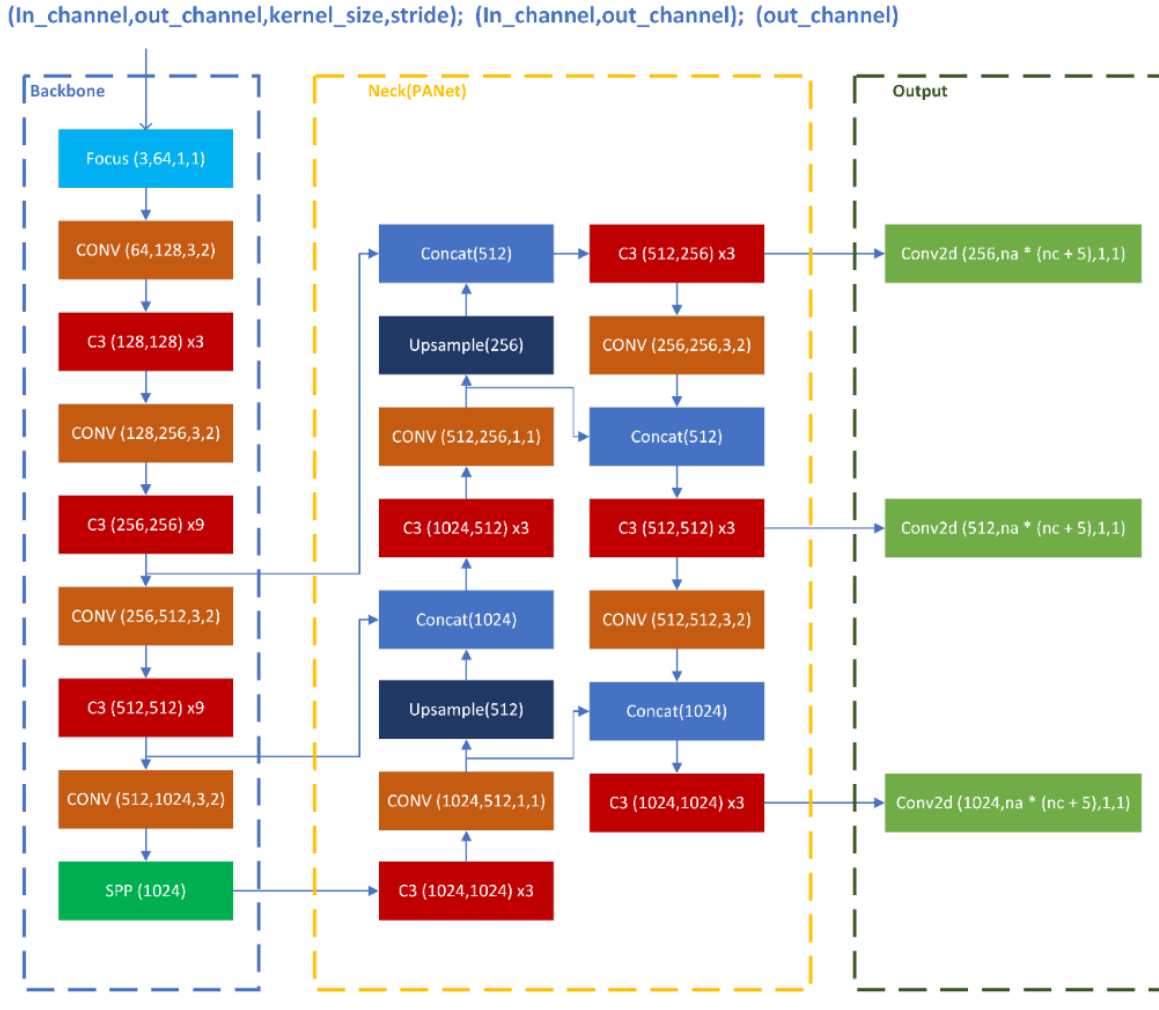 (In_channel,out_channel,kernel_size,stride); (In_channel,out_channel); (out_channel)
Backbone
Focus (3,64,1,1)
CONV (64,128,3,2)
C3 (128,128) x3
CONV (128,256,3,2)
C3 (256,256) x9
CONV (256,512,3,2)
C3 (512,512) x9
CONV (512,1024,3,2)
SPP (1024)
Neck(PANet)
Concat(512)
Upsample(256)
CONV (512,256,1,1)
C3 (1024,512) x3
Concat(1024)
Upsample(512)
CONV (1024,512,1,1)
C3 (1024,1024) x3
C3 (512,256) x3
CONV (256,256,3,2)
Concat(512)
C3 (512,512) x3
CONV (512,512,3,2)
Concat(1024)
C3 (1024,1024) x3
Output
Conv2d (256,na * (nc + 5),1,1)
Conv2d (512,na * (nc + 5),1,1)
Conv2d (1024,na * (nc + 5),1,1)